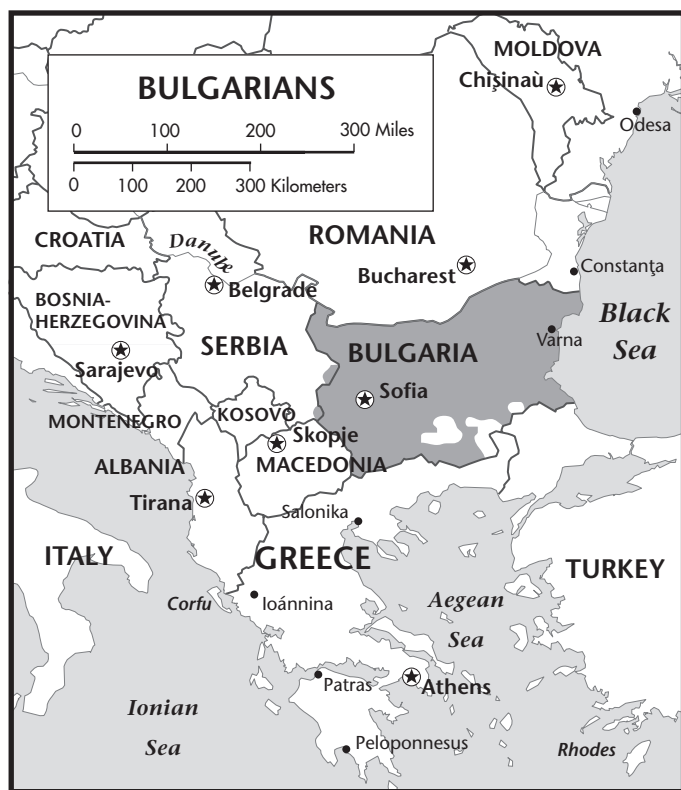 MOLDOVA
Chişinaù
BULGARIANS
0 100 200 300 Miles
0 100 200 300 Kilometers
Odesa
CROATIA
Danube
ROMANIA
Bucharest
Constanţa
Belgrade
BOSNIA-
HERZEGOVINA
Black
Sea
Varna
SERBIA
BULGARIA
Sarajevo
Sofia
MONTENEGRO
KOSOVO
Skopje
ALBANIA
MACEDONIA
Tirana
Salonika
ITALY
GREECE
TURKEY
Corfu
Ioánnina
Aegean
Sea
Patras
Athens
Ionian
Sea
Peloponnesus
Rhodes